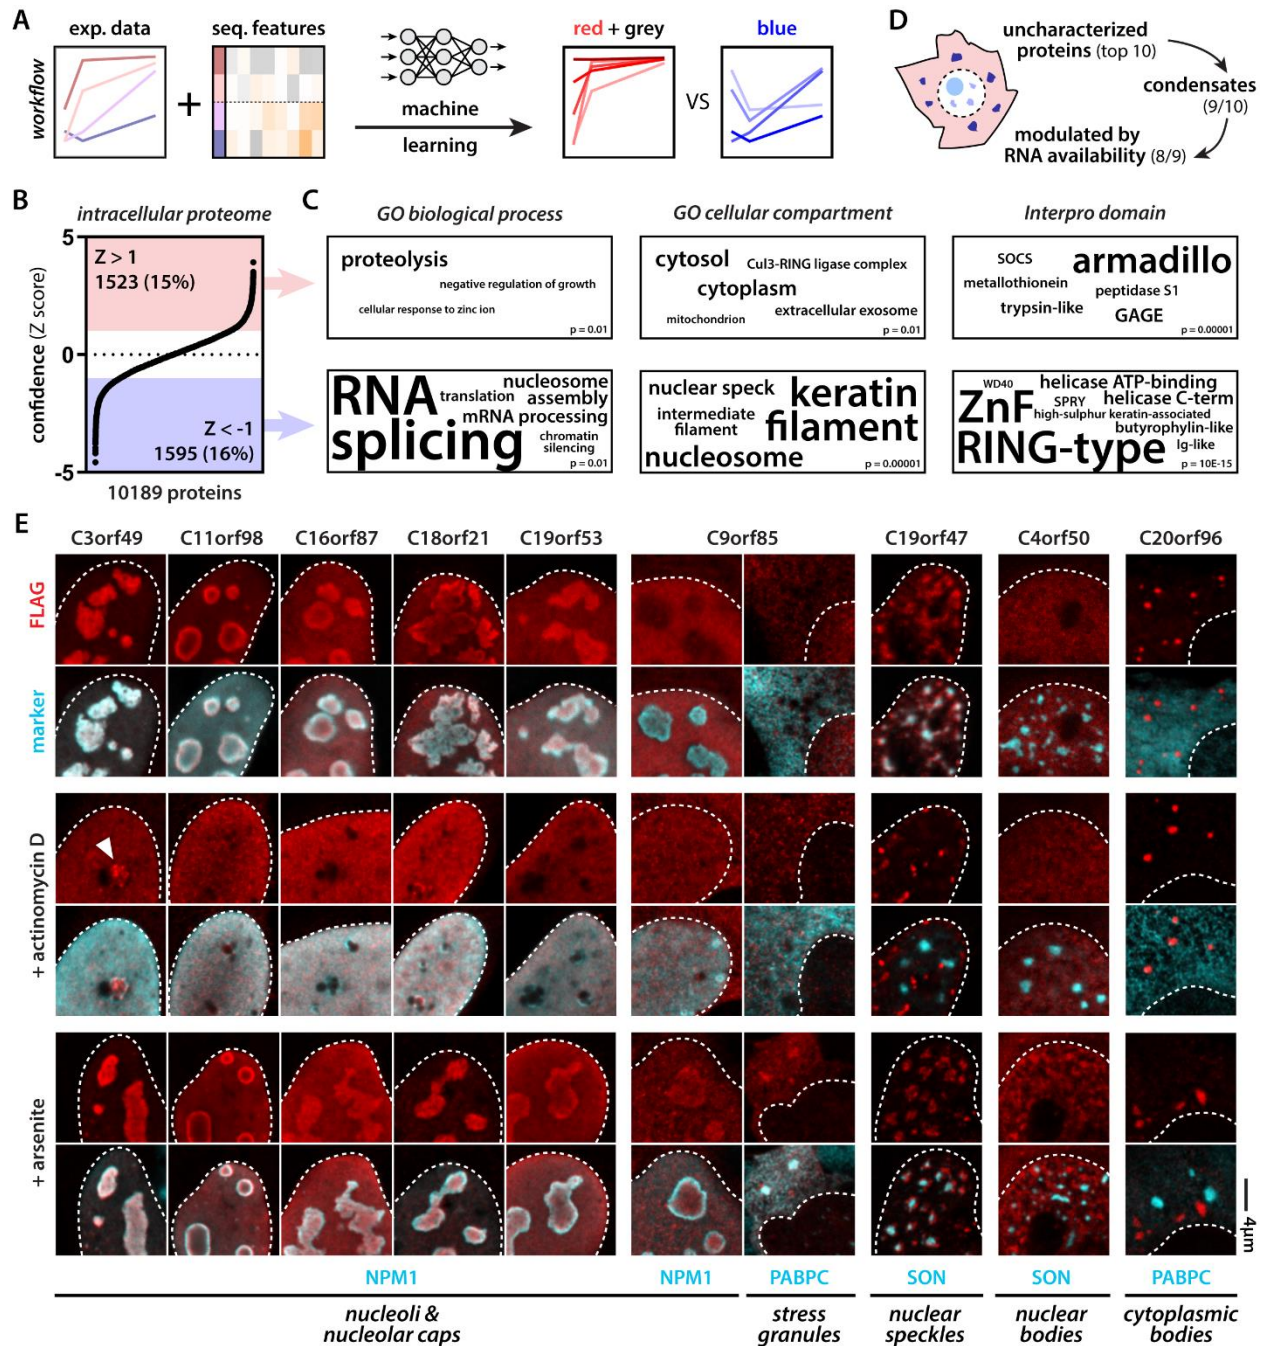 A
workflow
exp. data
+
seq. features
machine
learning
red + grey
VS
blue
D
uncharacterized
proteins (top 10)
condensates
(9/10)
modulated by
RNA availability (8/9)
B
intracellular proteome
confidence (Z score)
5
0
-5
Z > 1
1523 (15%)
Z < -1
1595 (16%)
10189 proteins
C
GO biological process
GO cellular compartment
Interpro domain
proteolysis
negative regulation of growth
cellular response to zinc ion
p = 0.01
cytosol
Cul3-RING ligase complex
cytoplasm
extracellular exosome
mitochondrion
p = 0.01
SOCS
armadillo
metallothionein
peptidase S1
trypsin-like
GAGE
p = 0.00001
RNA
splicing
translation
nucleosome
assembly
mRNA processing
chromatin
silencing
p = 0.01
nuclear speck
keratin
filament
intermediate
filament
nucleosome
p = 0.00001
WD40
helicase ATP-binding
ZnF
RING-type
SPRY
helicase C-term
high-sulphur keratin-associated
butyrophylin-like
Ig-like
p = 10E-15
E
C3orf49
C11orf98
C16orf87
C18orf21
C19orf53
C9orf85
C19orf47
C4orf50
C20orf96
FLAG
marker
+ actinomycin D
+ arsenite
4μm
NPM1
NPM1
PABPC
SON
SON
PABPC
nucleoli &
nucleolar caps
stress
granules
nuclear
speckles
nuclear
bodies
cytoplasmic
bodies